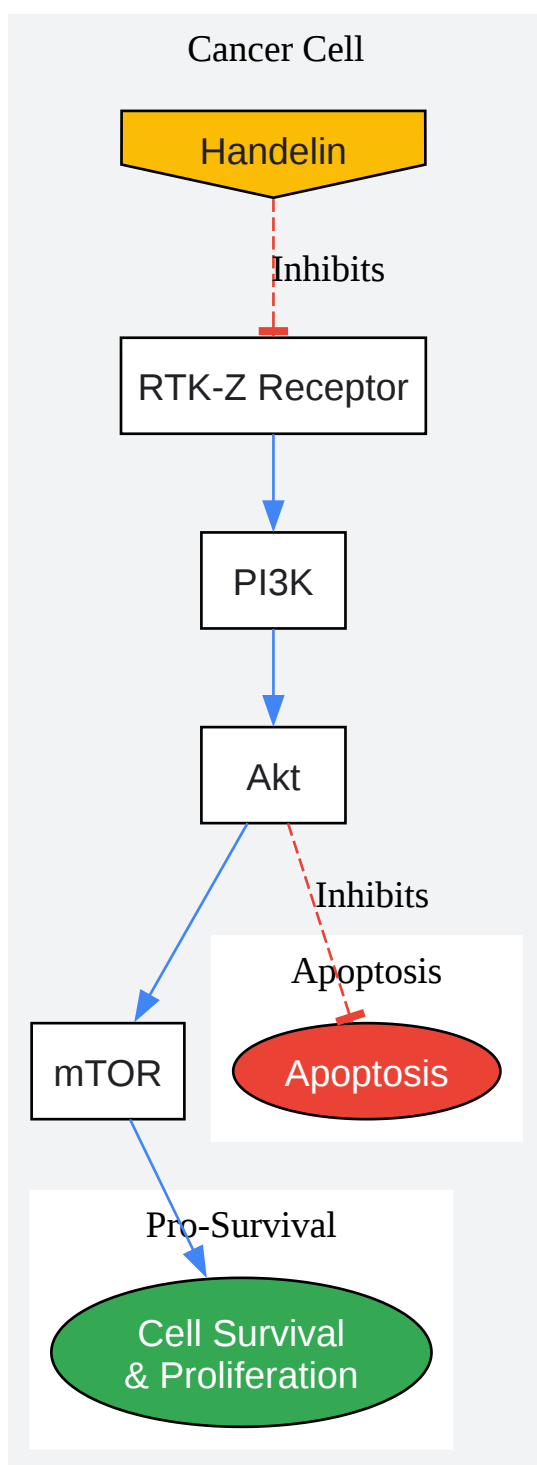 Cancer Cell
Handelin
Inhibits
RTK-Z Receptor
PI3K
Akt
Inhibits
Apoptosis
mTOR
Apoptosis
Pro-Survival
Cell Survival
& Proliferation